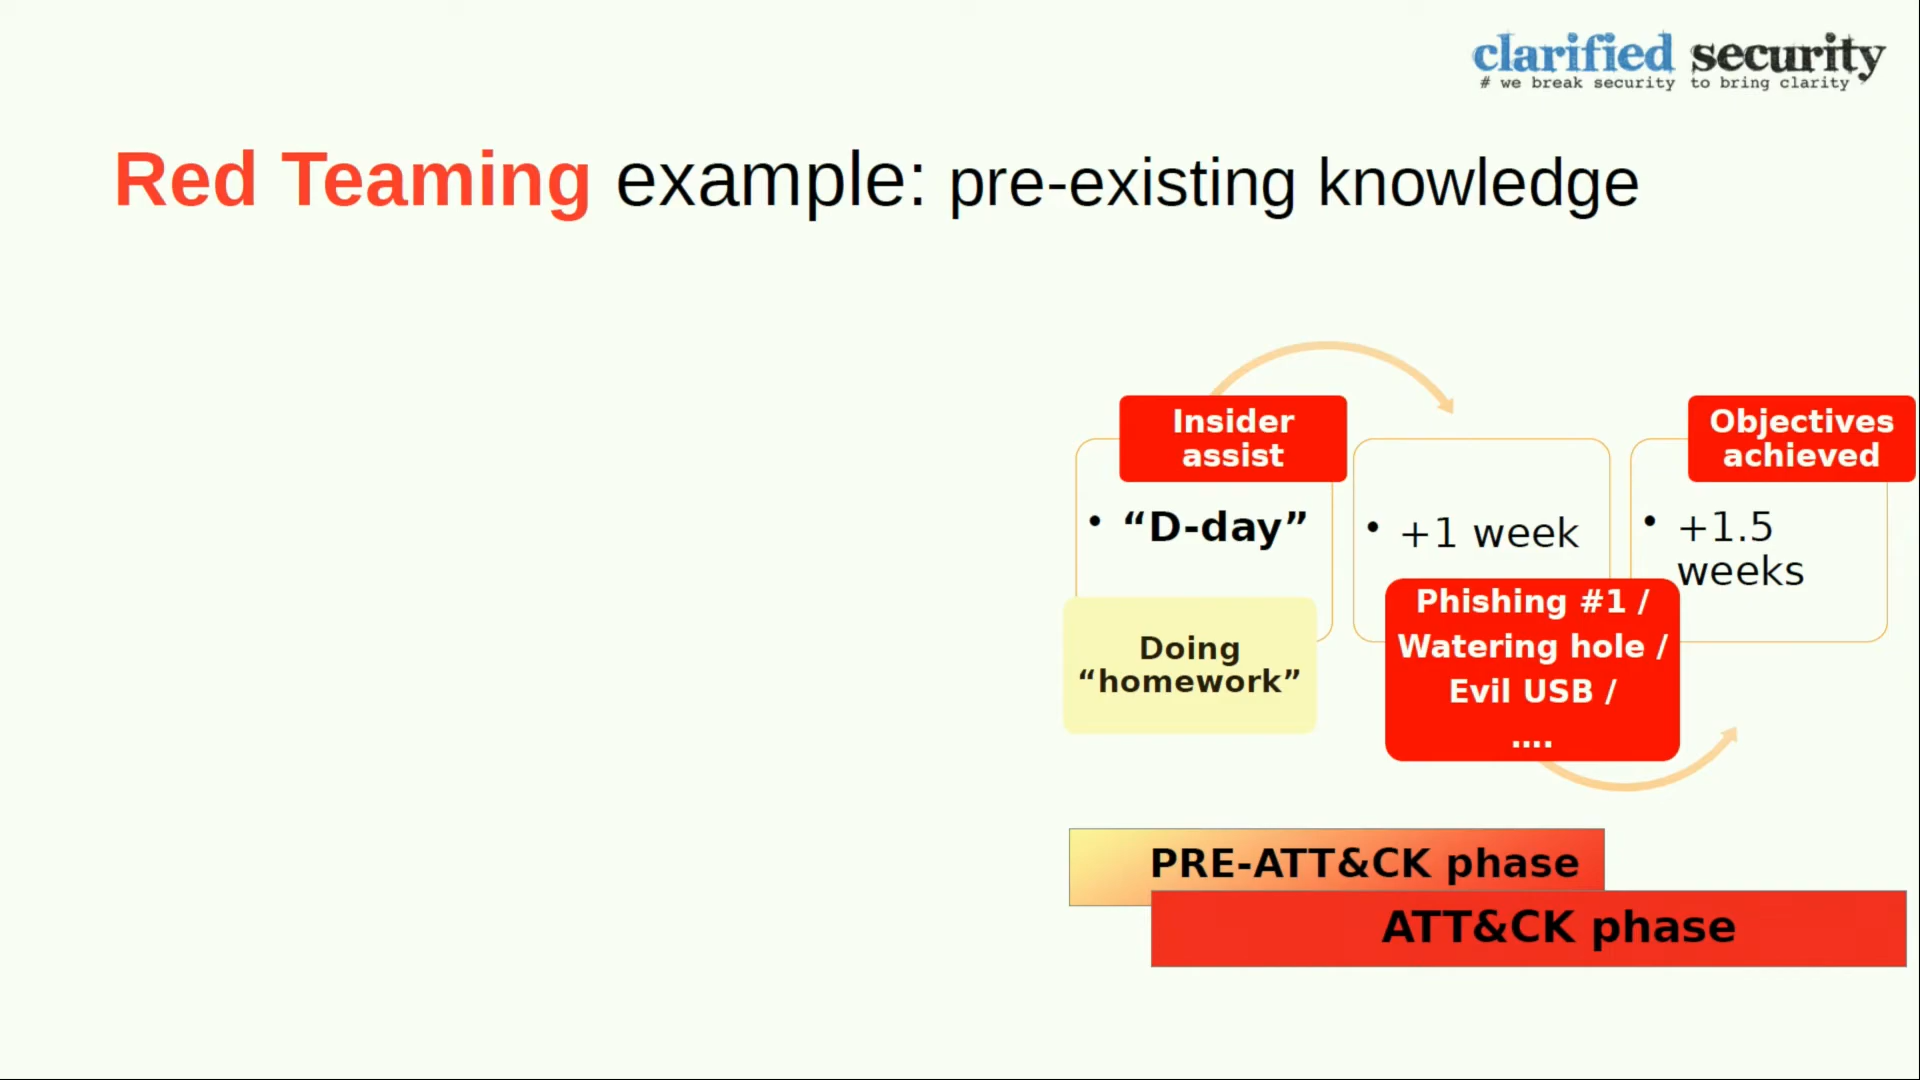 clarified security
# we break security to bring clarity
Red Teaming example: pre-existing knowledge
Insider
assist
• “D-day”
Doing
“homework”
• +1 week
Phishing #1 /
Watering hole /
Evil USB /
....
Objectives
achieved
• +1.5
weeks
PRE-ATT&CK phase
ATT&CK phase